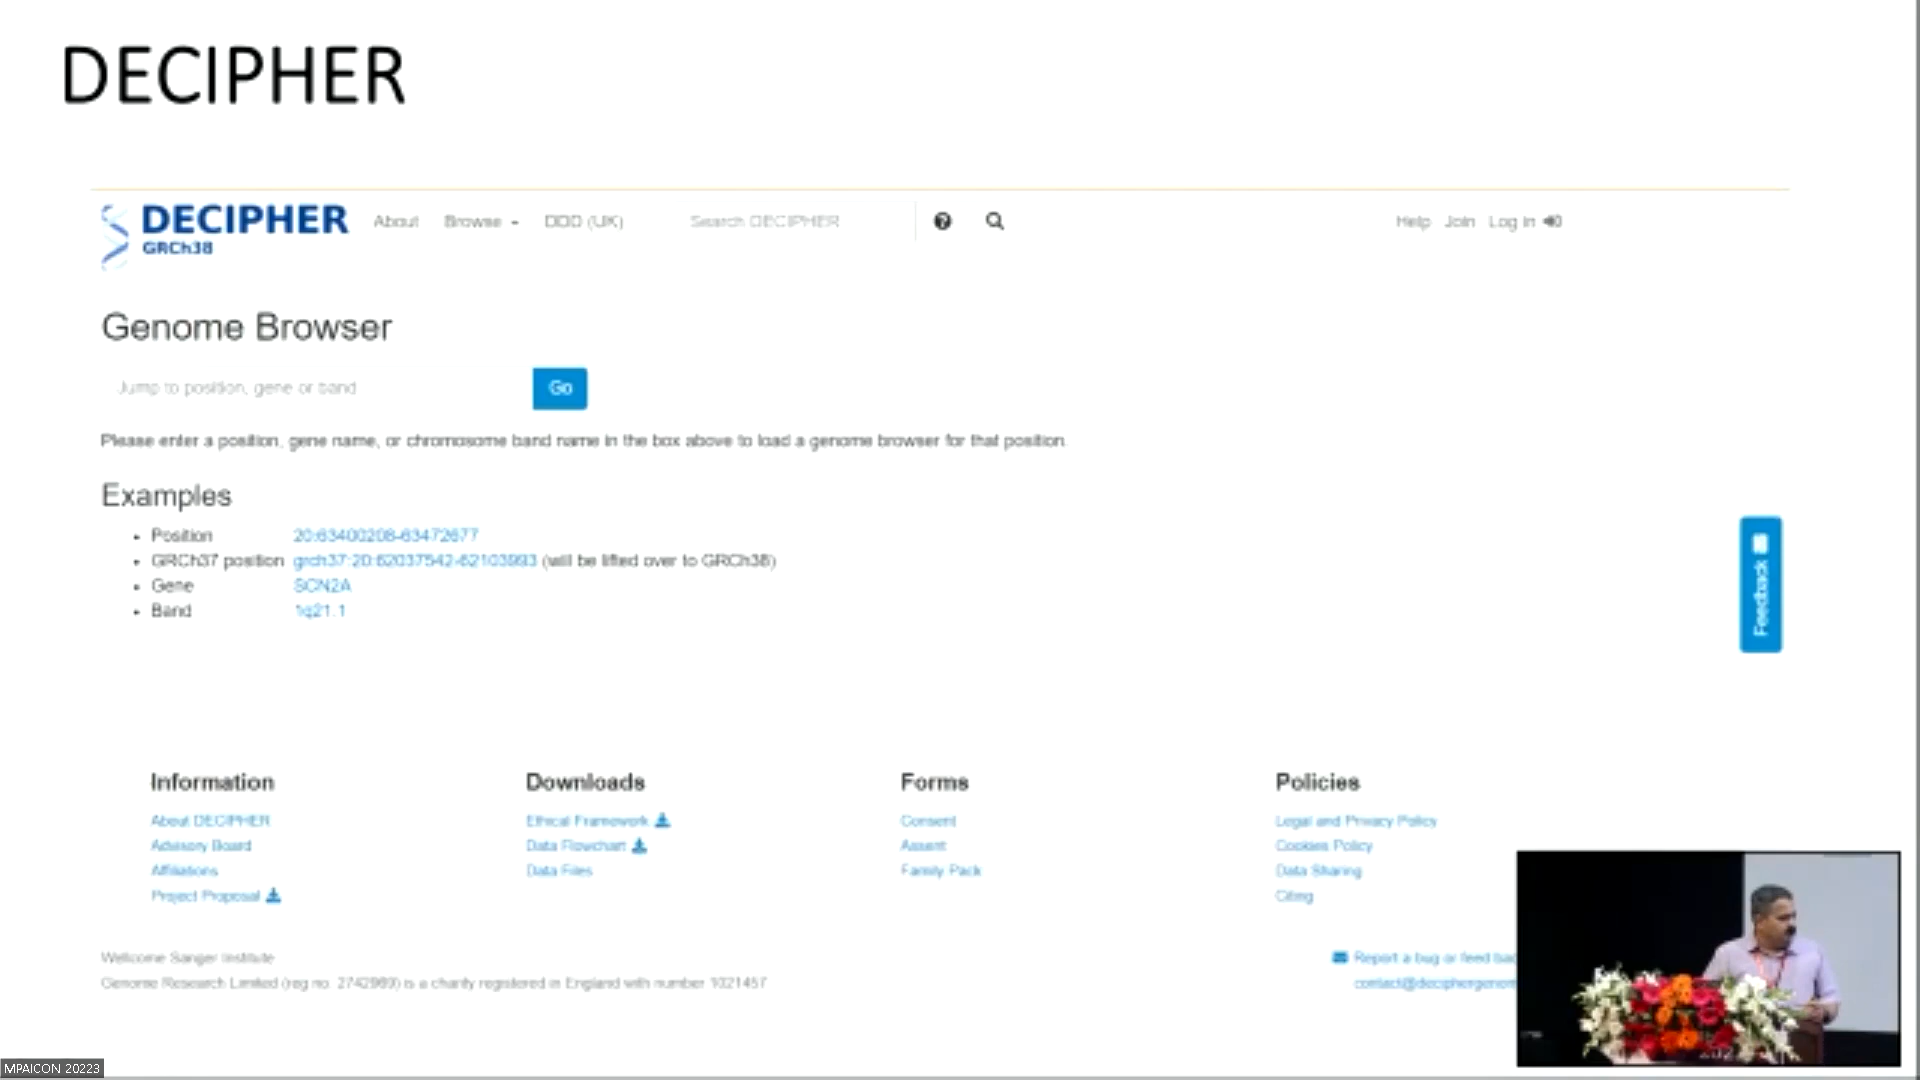 DECIPHER
DECIPHER About Browse DDD (UK) Search DECIPHER Help Join Log in
GRCh38
Genome Browser
Jump to position, gene or band Go
Please enter a position, gene name, or chromosome band name in the box above to load a genome browser for that position.
Examples
• Position 20:63400208-63472677
• GRCh37 position grch37:20:62037542-62103993 (will be lifted over to GRCh38)
• Gene SCN2A
• Band 1q21.1
Feedback
Information Downloads Forms Policies
About DECIPHER Ethical Framework Consent Legal and Privacy Policy
Advisory Board Data Flowchart Assent Cookies Policy
Affiliations Data Files Family Pack Data Sharing
Project Proposal Citing
Wellcome Sanger Institute Report a bug or feed bac
Genome Research Limited (reg no. 2742969) is a charity registered in England with number 1021457 contact@deciphergenom
MPAICON 20223